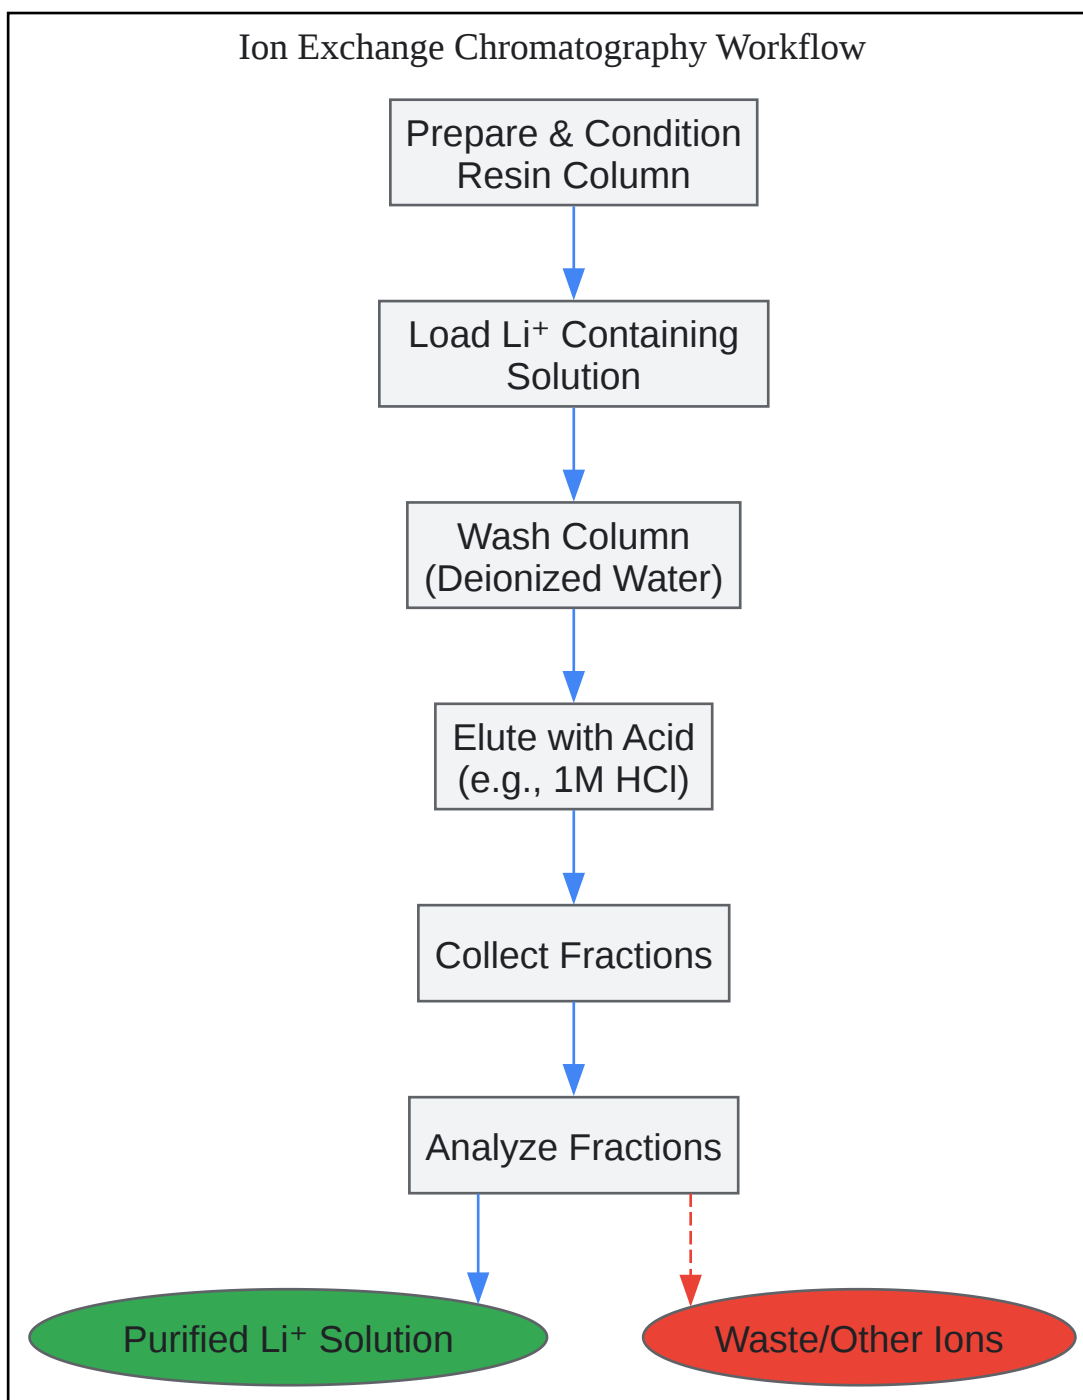 Ion Exchange Chromatography Workflow
Prepare & Condition
Resin Column
Load Li⁺ Containing
Solution
Wash Column
(Deionized Water)
Elute with Acid
(e.g., 1M HCl)
Collect Fractions
Analyze Fractions
Purified Li⁺ Solution
Waste/Other Ions